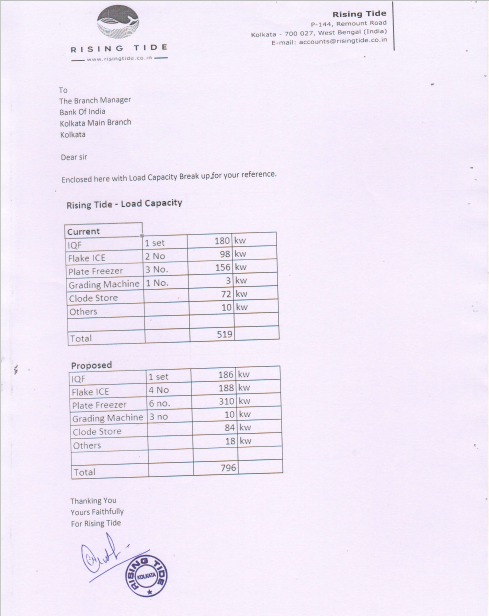 RISING TIDE
www.risingtide.co.in
Rising Tide
P-144, Remount Road
Kolkata - 700 027, West Bengal (India)
E-mail: accounts@risingtide.co.in
To
The Branch Manager
Bank Of India
Kolkata Main Branch
Kolkata
Dear sir
Enclosed here with Load Capacity Break up for your reference.
Rising Tide - Load Capacity
Current
IQF 1 set 180 kw
Flake ICE 2 No 98 kw
Plate Freezer 3 No. 156 kw
Grading Machine 1 No. 3 kw
Clode Store 72 kw
Others 10 kw
Total 519
Proposed
IQF 1 set 186 kw
Flake ICE 4 No 188 kw
Plate Freezer 6 no. 310 kw
Grading Machine 3 no 10 kw
Clode Store 84 kw
Others 18 kw
Total 796
Thanking You
Yours Faithfully
For Rising Tide
RISING TIDE
KOLKATA